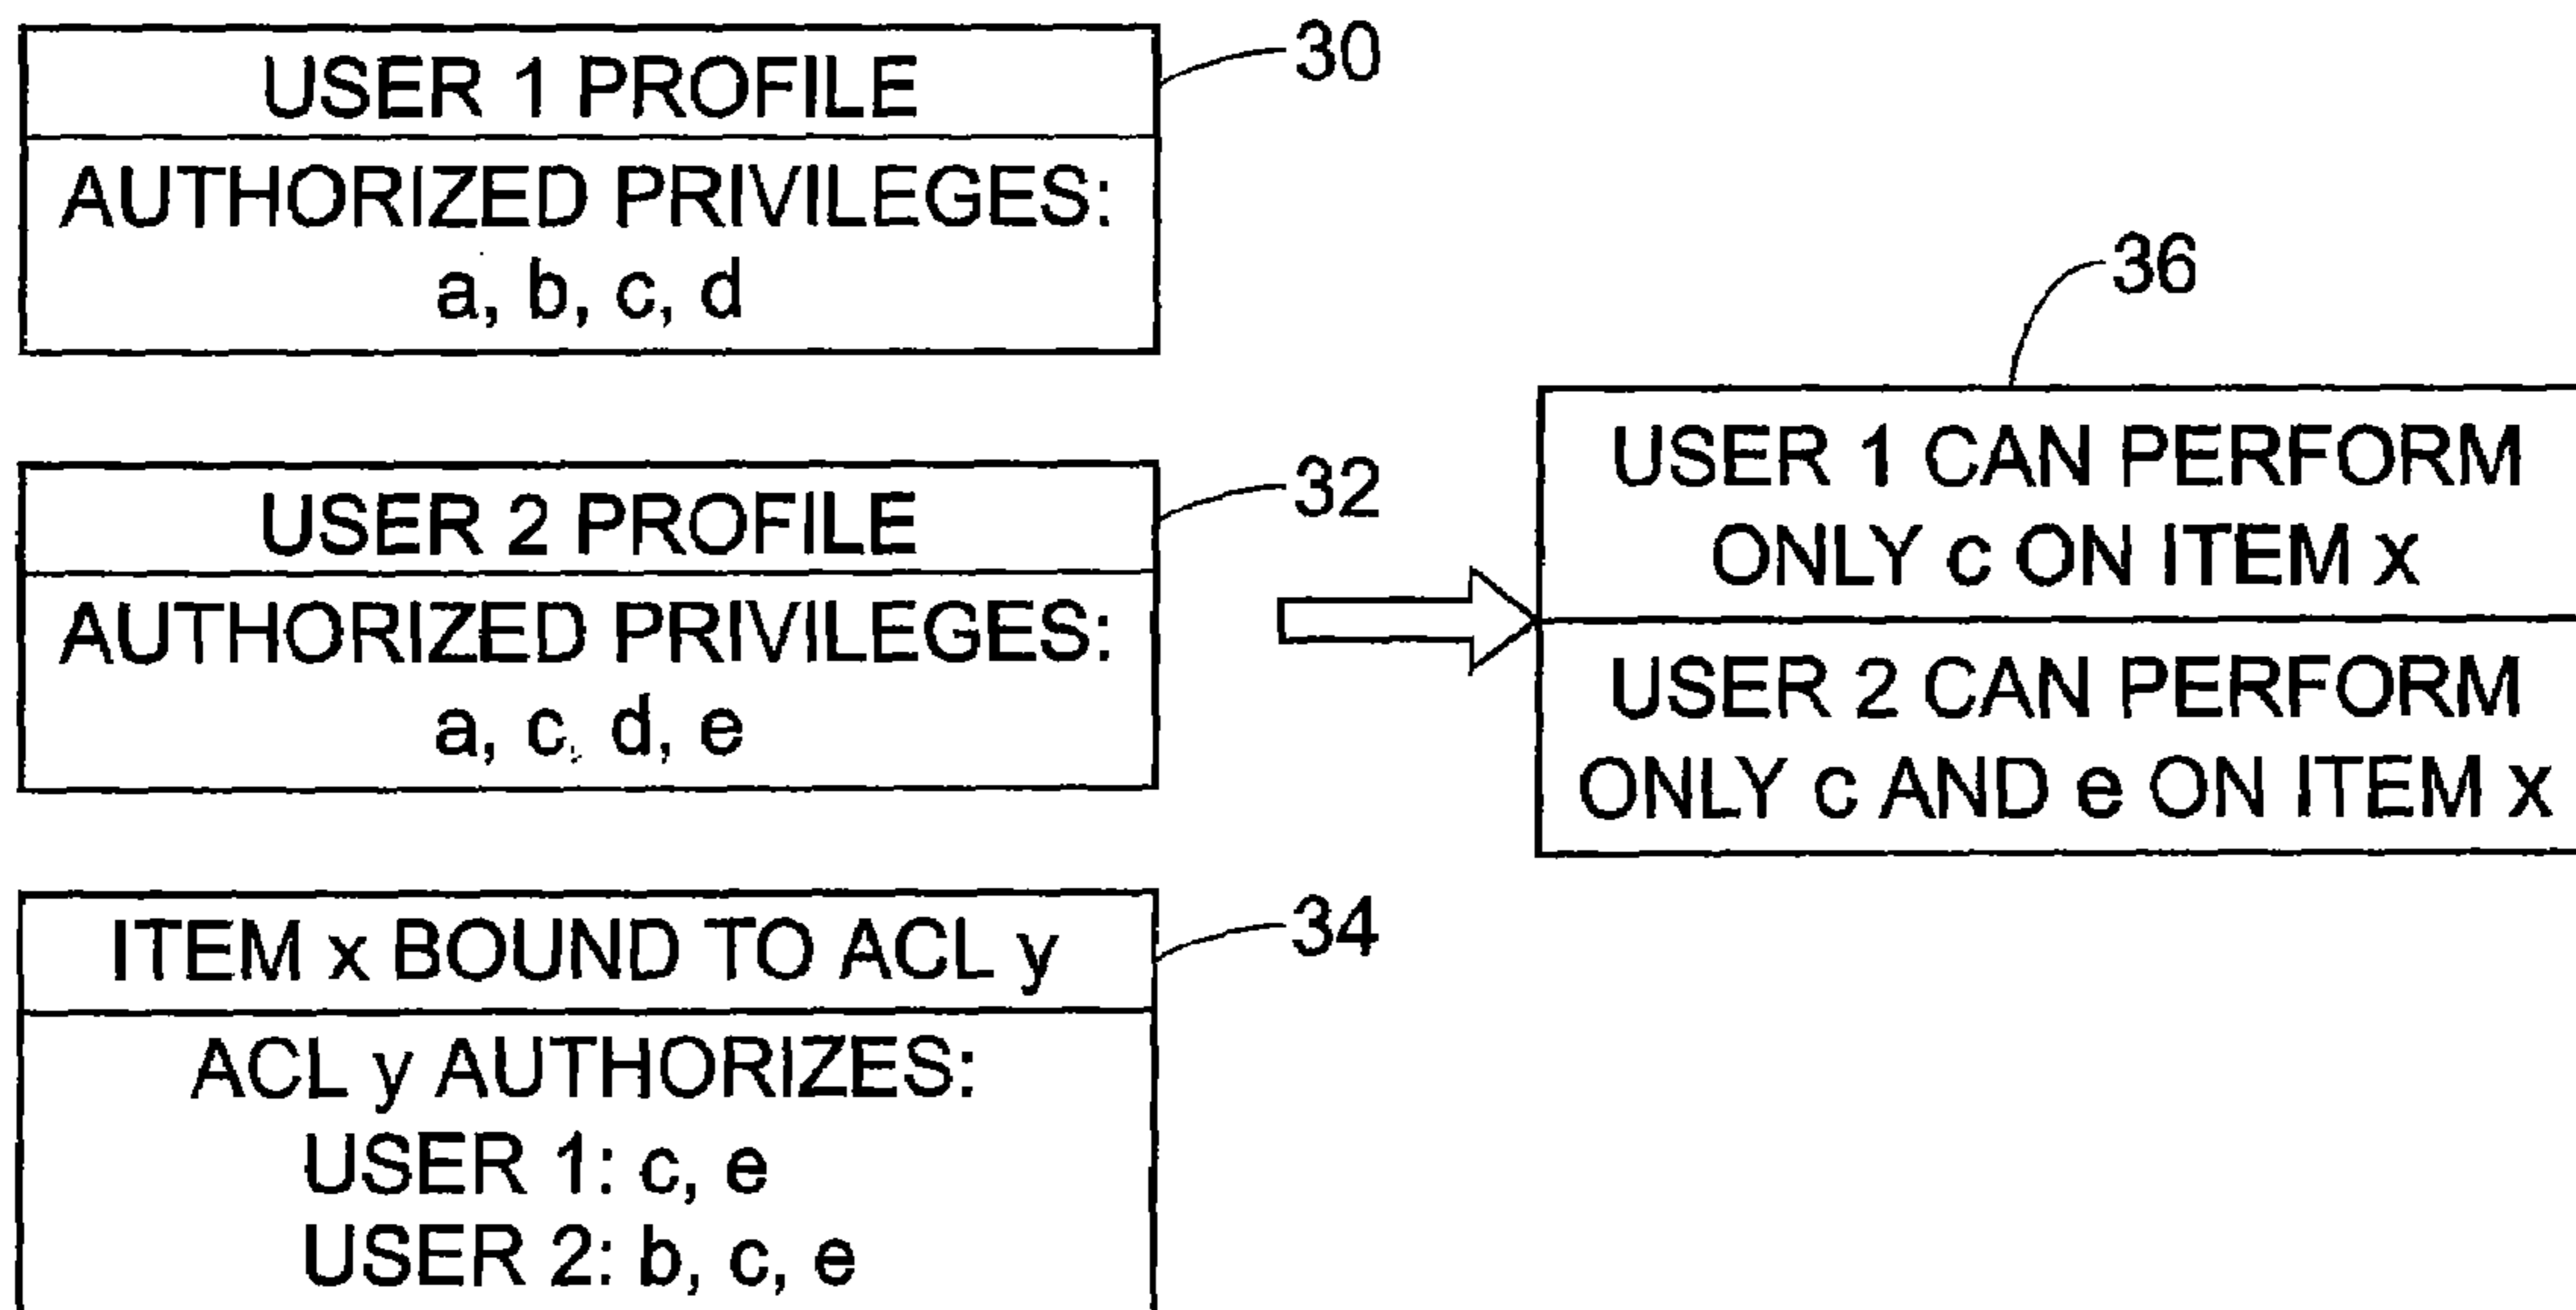 USER 1 PROFILE
30
AUTHORIZED PRIVILEGES:
a, b, c, d
USER 2 PROFILE
32
AUTHORIZED PRIVILEGES:
a, c, d, e
ITEM x BOUND TO ACL y
34
ACL y AUTHORIZES:
USER 1: c, e
USER 2: b, c, e
36
USER 1 CAN PERFORM
ONLY c ON ITEM x
USER 2 CAN PERFORM
ONLY c AND e ON ITEM x